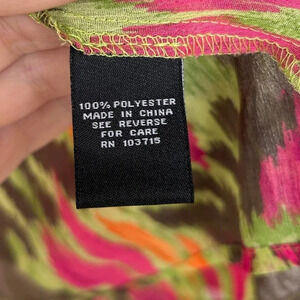 100% POLYESTER
MADE IN CHINA
SEE REVERSE
FOR CARE
RN 103715